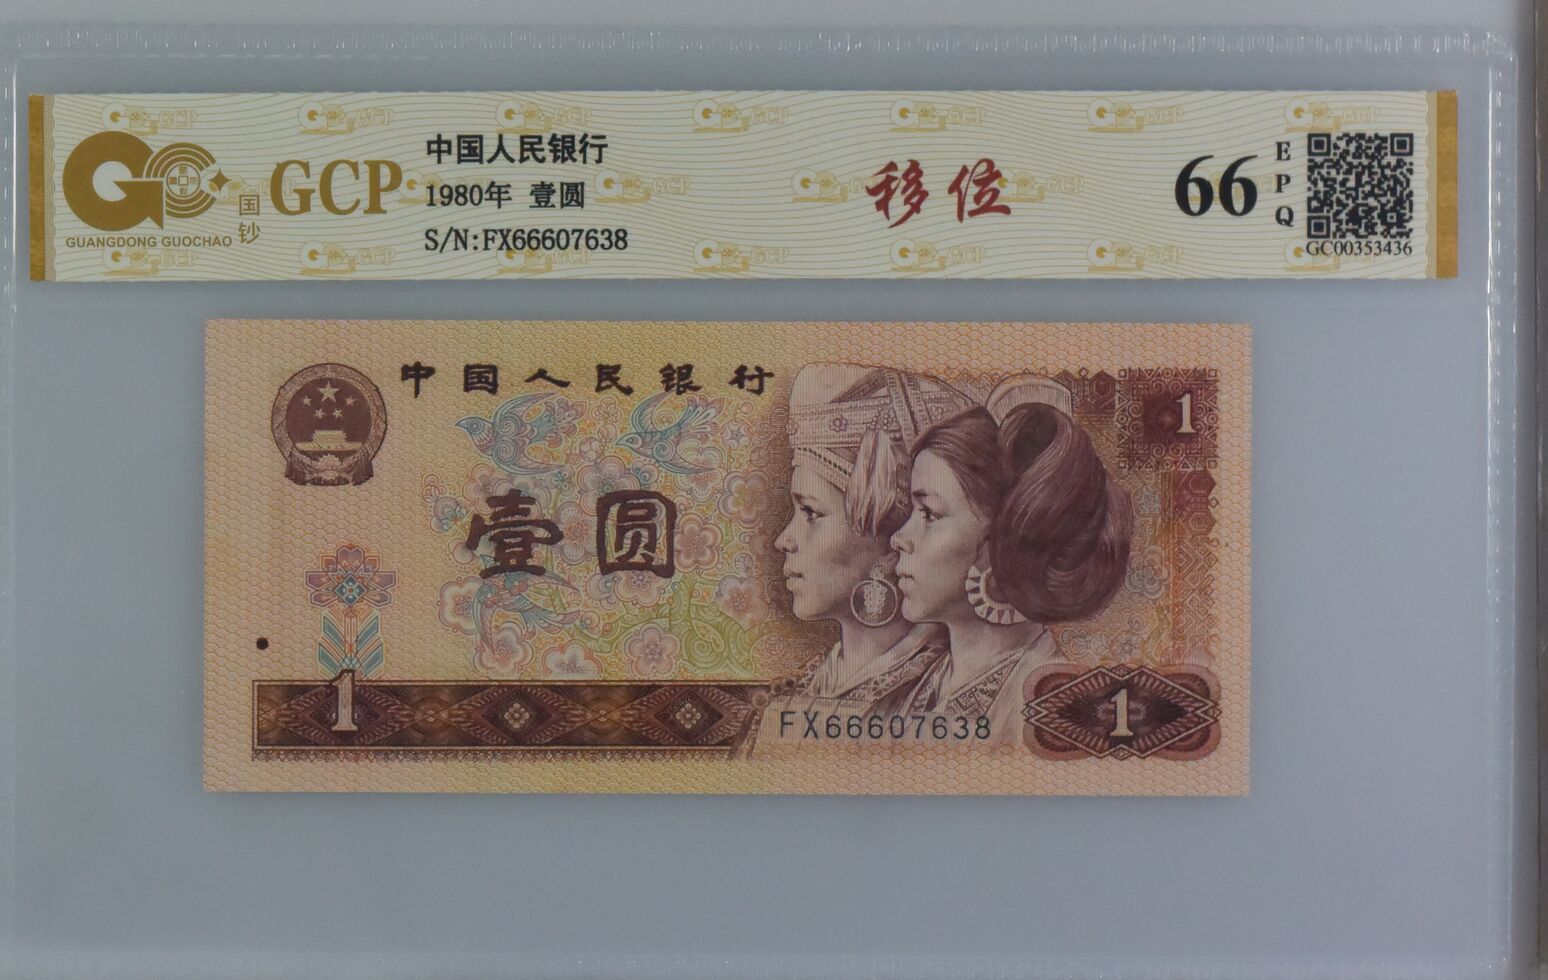 GCP
国钞
GUANGDONG GUOCHAO
中国人民银行
1980年 壹圆
S/N:FX66607638
移位
66
EPQ
GC00353436
中国人民银行
1
壹圆
1
FX66607638
1